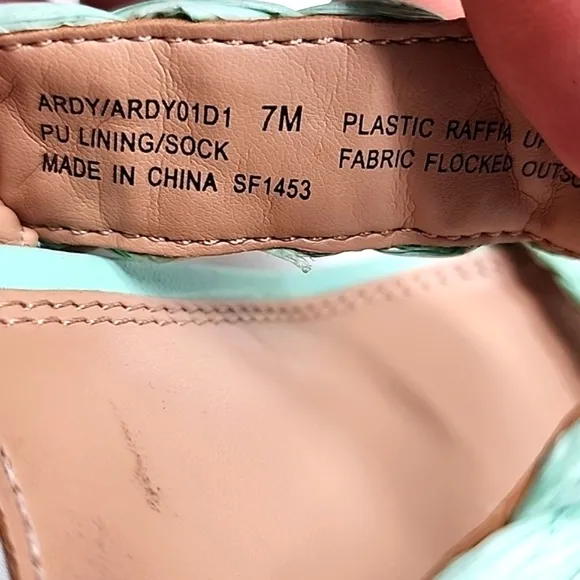 ARDY/ARDY01D1 7M
PU LINING/SOCK
MADE IN CHINA SF1453
PLASTIC RAFFIA
FABRIC FLOCKED